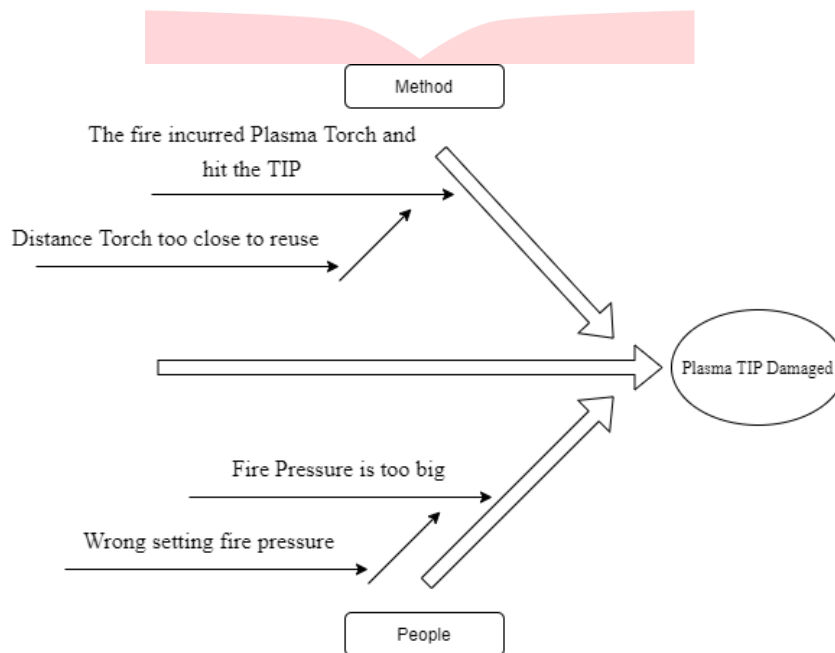 Method
The fire incurred Plasma Torch and
hit the TIP
Distance Torch too close to reuse
Plasma TIP Damaged
Fire Pressure is too big
Wrong setting fire pressure
People